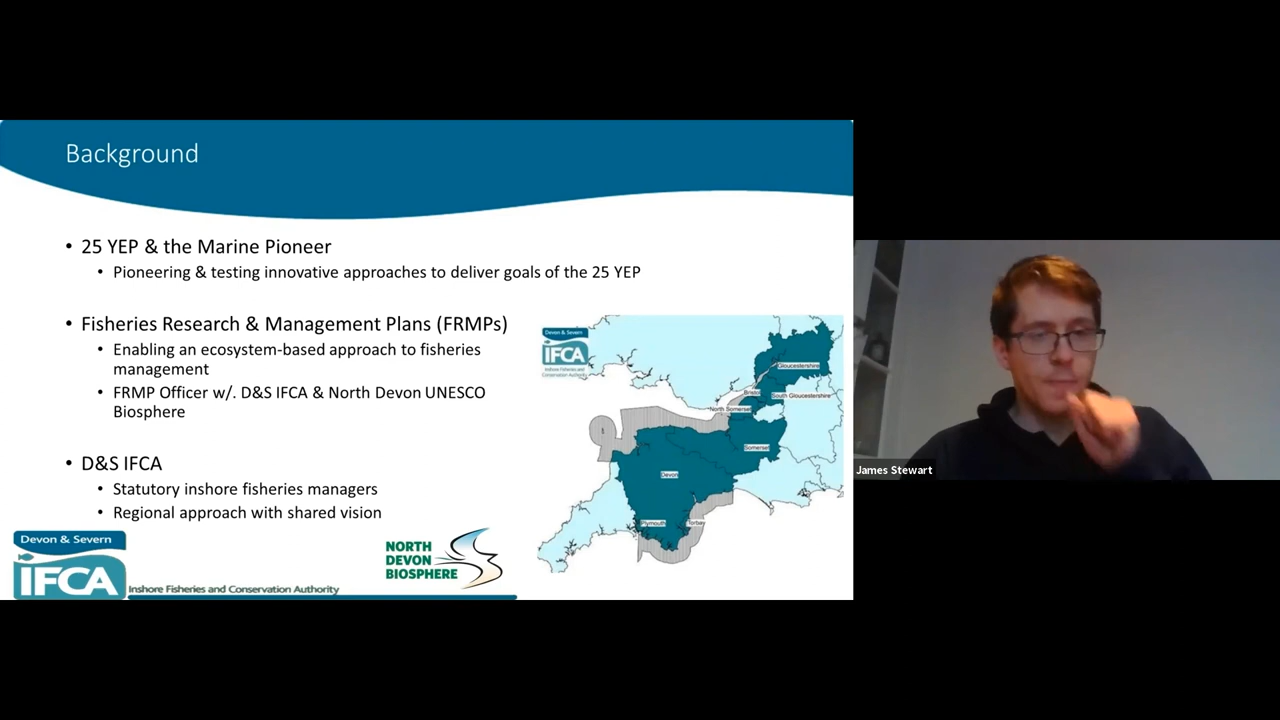 Background
• 25 YEP & the Marine Pioneer
• Pioneering & testing innovative approaches to deliver goals of the 25 YEP
• Fisheries Research & Management Plans (FRMPs)
• Enabling an ecosystem-based approach to fisheries
management
• FRMP Officer w/. D&S IFCA & North Devon UNESCO
Biosphere
• D&S IFCA
• Statutory inshore fisheries managers
• Regional approach with shared vision
Devon & Severn
IFCA
Inshore Fisheries and
Conservation Authority
Gloucestershire
Bristol
South Gloucestershire
North Somerset
Somerset
Devon
Plymouth
Torbay
Devon & Severn
IFCA
Inshore Fisheries and Conservation Authority
NORTH
DEVON
BIOSPHERE
James Stewart